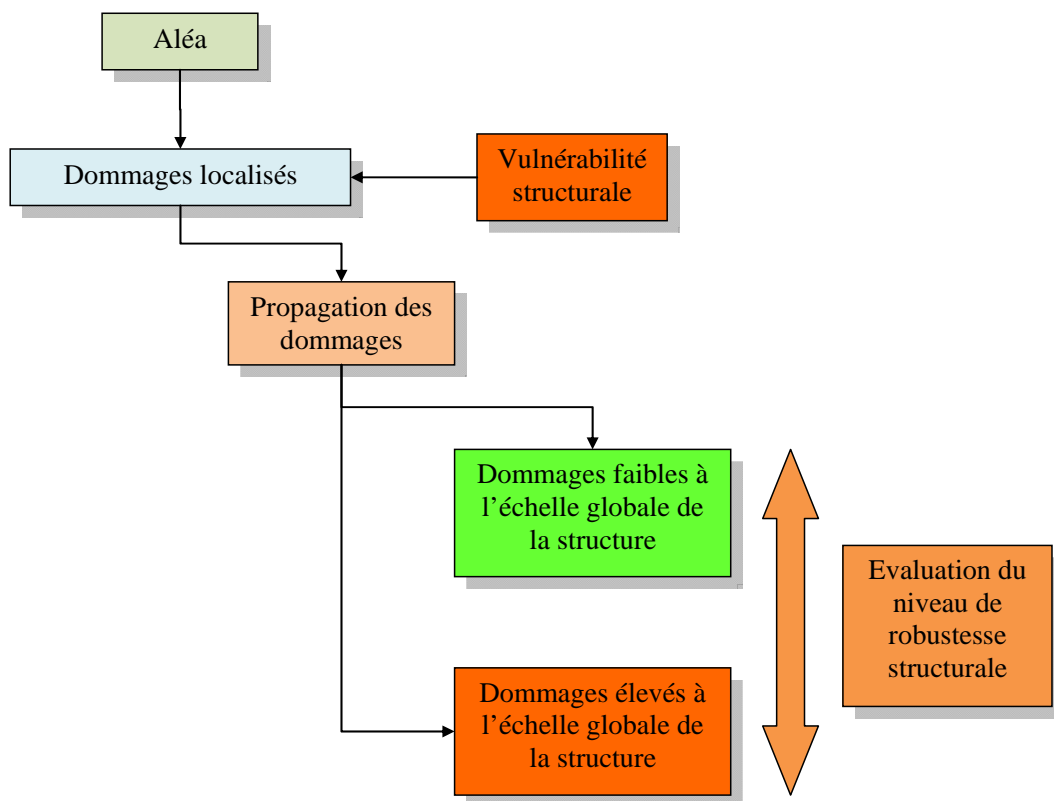 Aléa
Dommages localisés
Vulnérabilité
structurale
Propagation des
dommages
Dommages faibles à
l’échelle globale de
la structure
Evaluation du
niveau de
robustesse
structurale
Dommages élevés à
l’échelle globale de
la structure